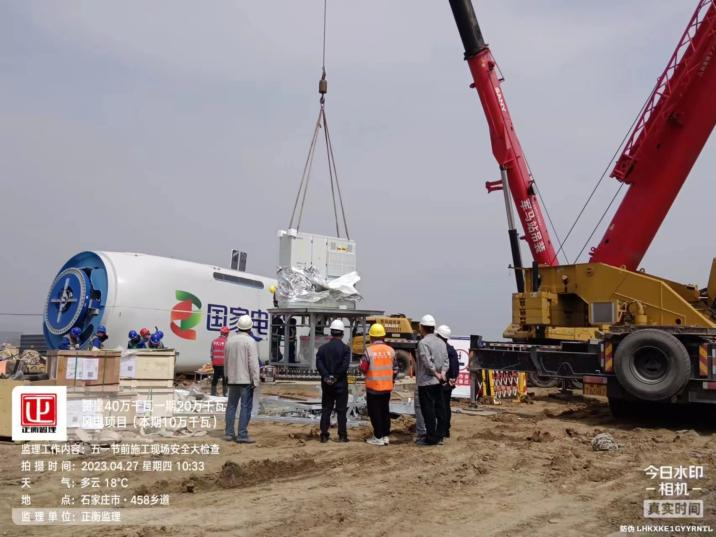 国家电
正衡监理
40万千瓦一期20万千瓦
风电项目（本期10万千瓦）
监理工作内容：五一节前施工现场安全大检查
拍摄时间：2023.04.27 星期四 10:33
天气：多云 18℃
地点：石家庄市·458乡道
监理单位：正衡监理
今日水印
相机
真实时间
防伪 LHKXKE1GYYRNTL